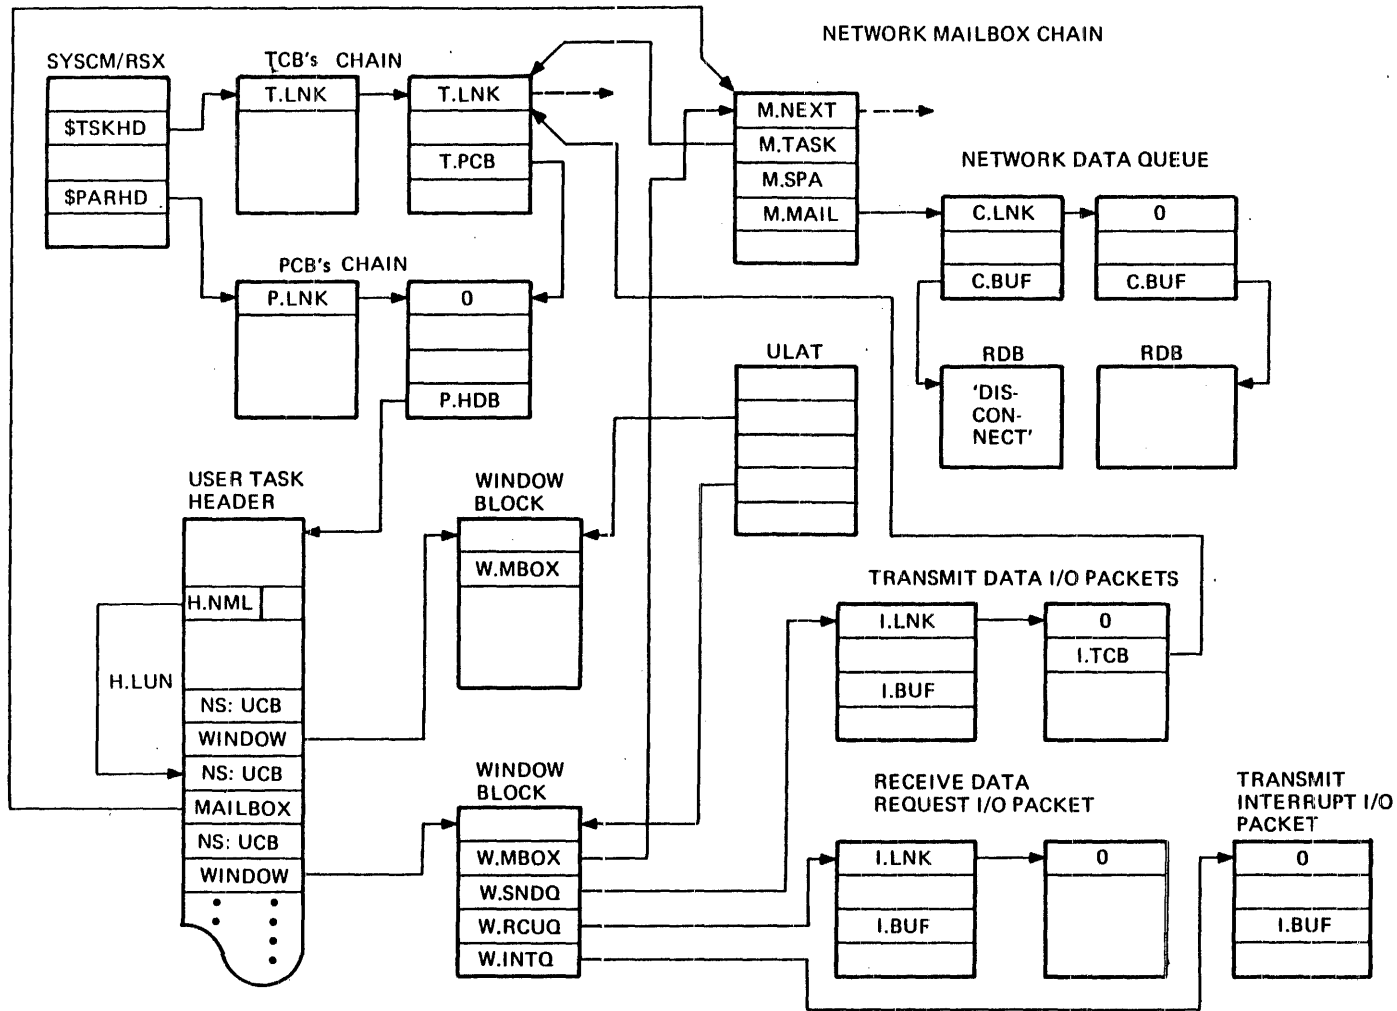 NETWORK MAILBOX CHAIN
SYSCM/RSX
$TSKHD
$PARHD
TCB's CHAIN
T.LNK
T.LNK
T.PCB
M.NEXT
M.TASK
M.SPA
M.MAIL
NETWORK DATA QUEUE
C.LNK
C.BUF
0
C.BUF
PCB's CHAIN
P.LNK
0
P.HDB
RDB
'DIS-
CON-
NECT'
RDB
ULAT
USER TASK
HEADER
H.NML
H.LUN
NS: UCB
WINDOW
NS: UCB
MAILBOX
NS: UCB
WINDOW
WINDOW
BLOCK
W.MBOX
WINDOW
BLOCK
W.MBOX
W.SNDQ
W.RCUQ
W.INTQ
TRANSMIT DATA I/O PACKETS
I.LNK
I.BUF
0
I.TCB
RECEIVE DATA
REQUEST I/O PACKET
I.LNK
I.BUF
0
TRANSMIT
INTERRUPT I/O
PACKET
0
I.BUF